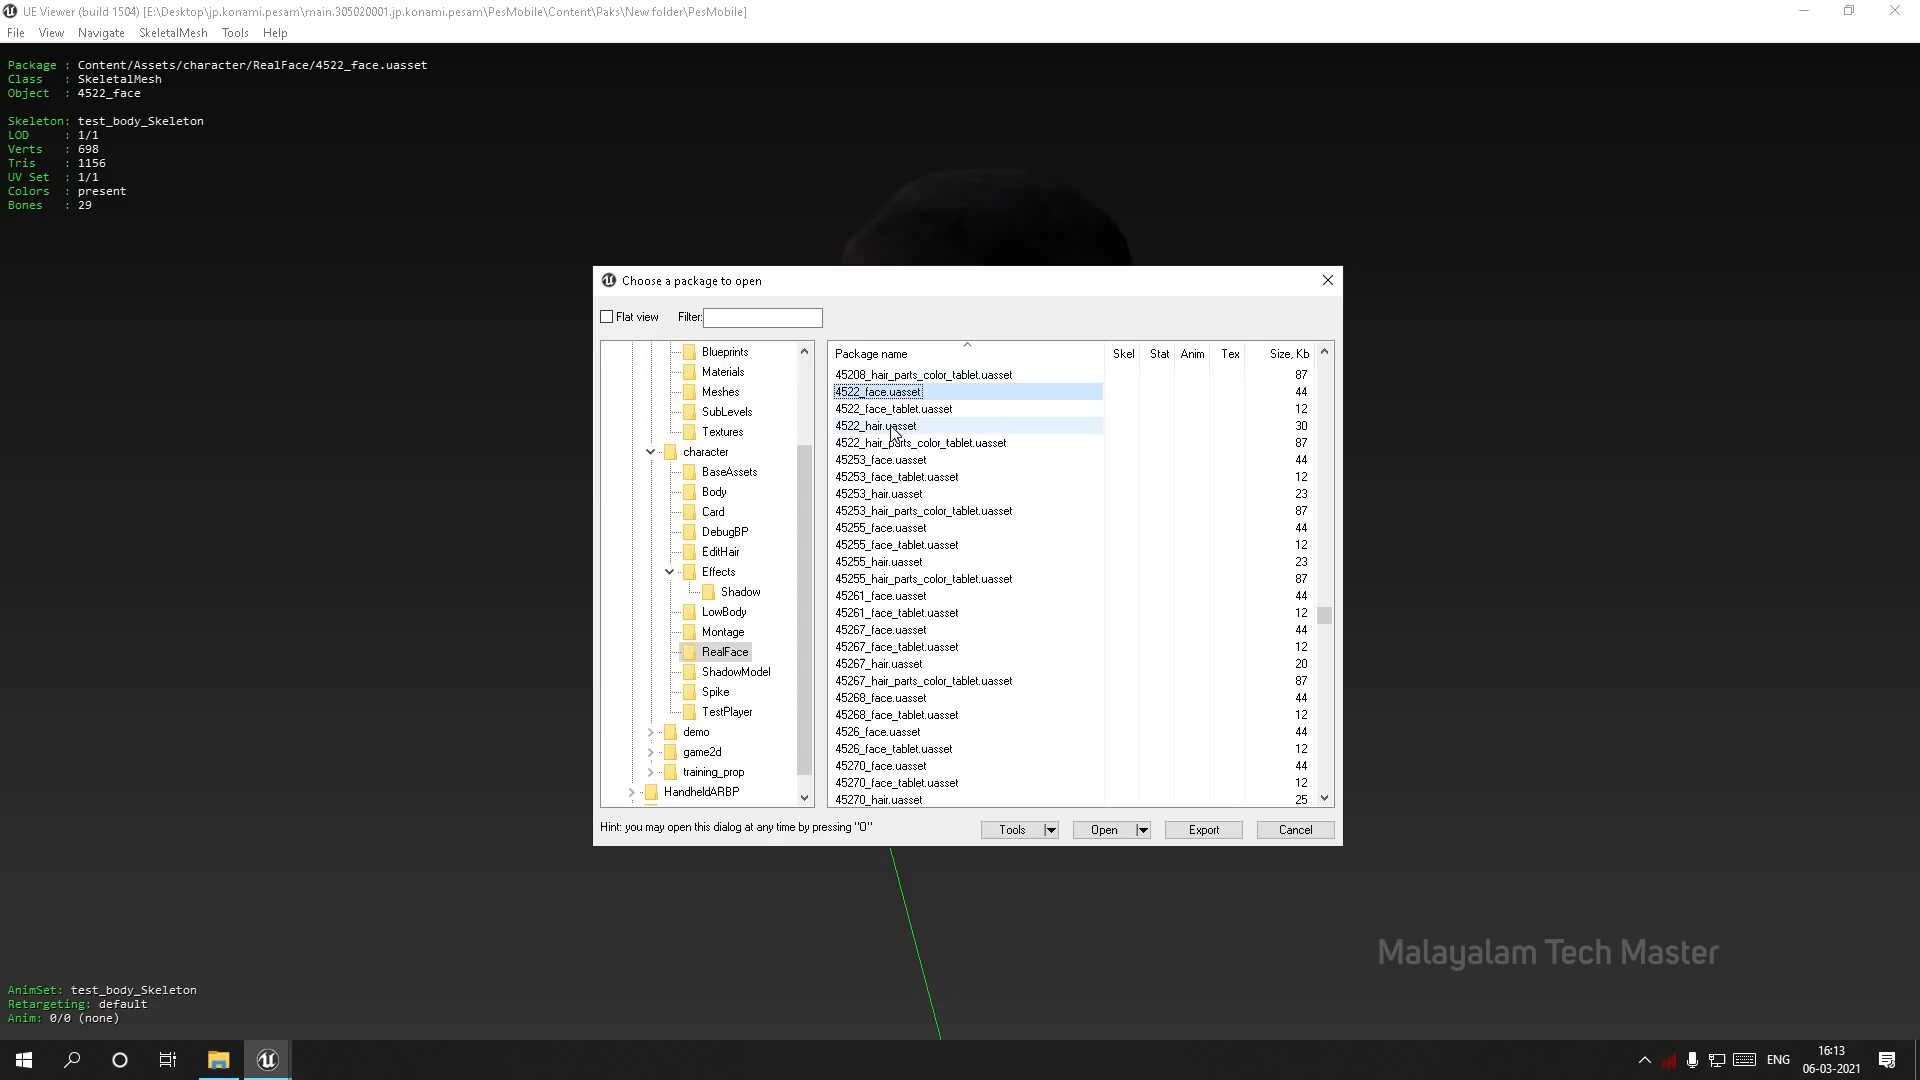 UE Viewer (build 1504) [E:\Desktop\jp.konami.pesam\main.305020001.jp.konami.pesam\PesMobile\Content\Paks\New folder\PesMobile]
File View Navigate SkeletalMesh Tools Help
Package : Content/Assets/character/RealFace/4522_face.uasset
Class : SkeletalMesh
Object : 4522_face
Skeleton: test_body_Skeleton
LOD : 1/1
Verts : 698
Tris : 1156
UV Set : 1/1
Colors : present
Bones : 29
Choose a package to open
Flat view Filter:
Blueprints
Materials
Meshes
SubLevels
Textures
character
BaseAssets
Body
Card
DebugBP
EditHair
Effects
Shadow
LowBody
Montage
RealFace
ShadowModel
Spike
TestPlayer
demo
game2d
training_prop
HandheldARBP
Package name Skel Stat Anim Tex Size, Kb
45208_hair_parts_color_tablet.uasset 87
4522_face.uasset 44
4522_face_tablet.uasset 12
4522_hair.uasset 30
4522_hair_parts_color_tablet.uasset 87
45253_face.uasset 44
45253_face_tablet.uasset 12
45253_hair.uasset 23
45253_hair_parts_color_tablet.uasset 87
45255_face.uasset 44
45255_face_tablet.uasset 12
45255_hair.uasset 23
45255_hair_parts_color_tablet.uasset 87
45261_face.uasset 44
45261_face_tablet.uasset 12
45267_face.uasset 44
45267_face_tablet.uasset 12
45267_hair.uasset 20
45267_hair_parts_color_tablet.uasset 87
45268_face.uasset 44
45268_face_tablet.uasset 12
4526_face.uasset 44
4526_face_tablet.uasset 12
45270_face.uasset 44
45270_face_tablet.uasset 12
45270_hair.uasset 25
Hint: you may open this dialog at any time by pressing "O"
Tools Open Export Cancel
Malayalam Tech Master
AnimSet: test_body_Skeleton
Retargeting: default
Anim: 0/0 (none)
ENG
16:13
06-03-2021